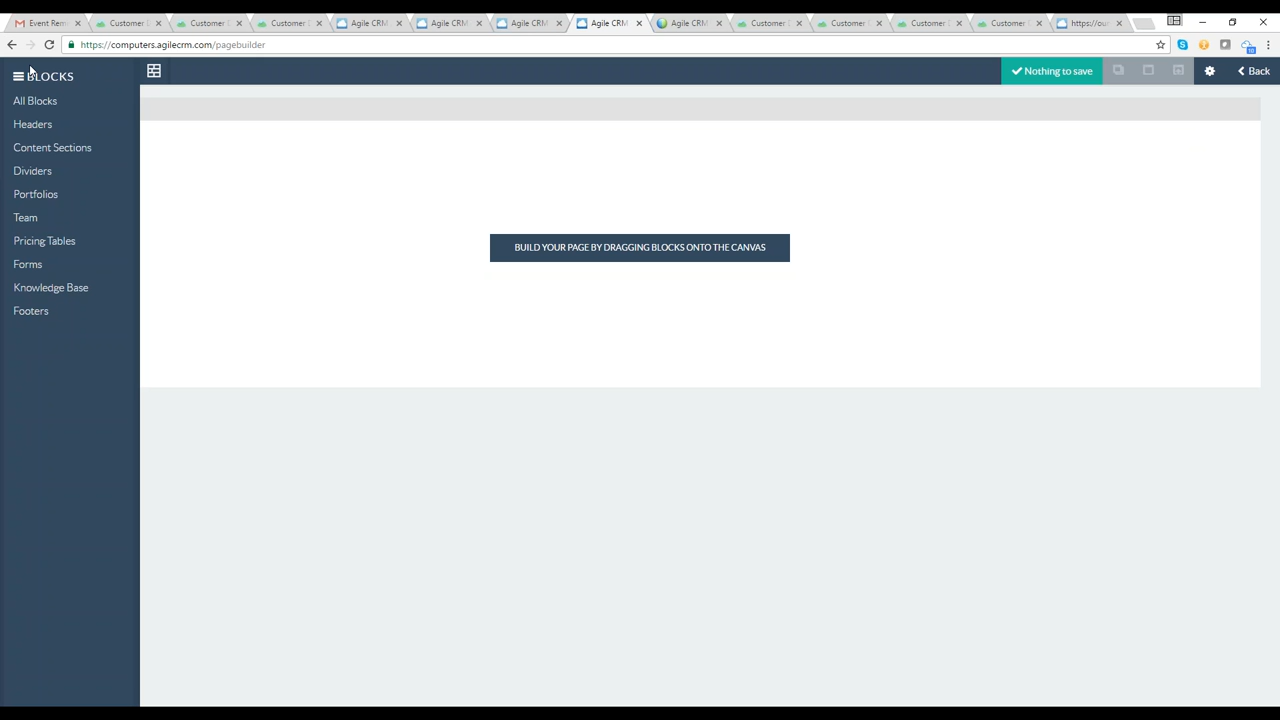 Event Rem
Customer
Customer
Customer
Agile CRM
Agile CRM
Agile CRM
Agile CRM
Agile CRM
Customer
Customer
Customer
Customer
https://ou
https://computers.agilecrm.com/pagebuilder
BLOCKS
Nothing to save
Back
All Blocks
Headers
Content Sections
Dividers
Portfolios
Team
Pricing Tables
Forms
Knowledge Base
Footers
BUILD YOUR PAGE BY DRAGGING BLOCKS ONTO THE CANVAS